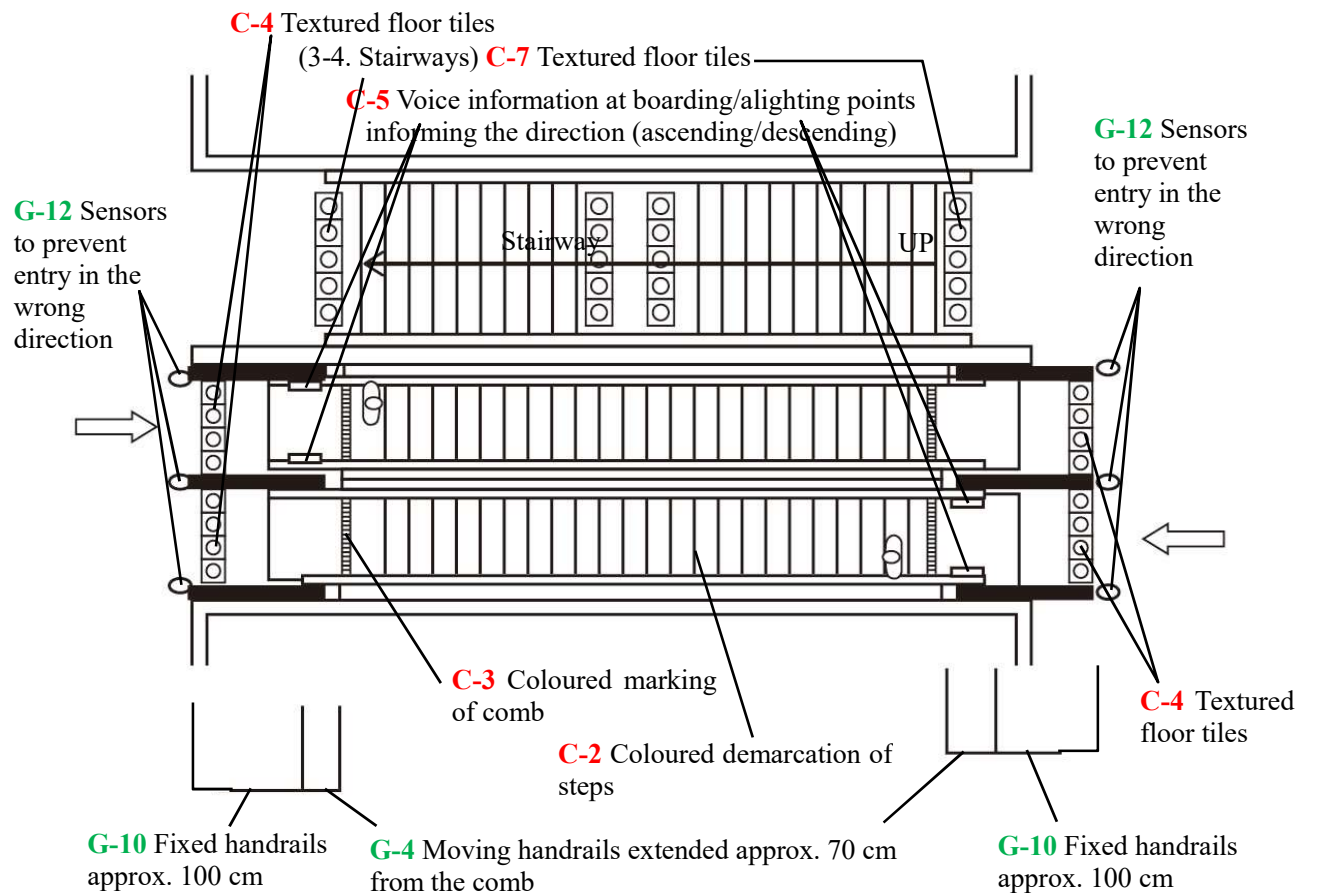 C-4 Textured floor tiles
(3-4. Stairways) C-7 Textured floor tiles
C-5 Voice information at boarding/alighting points
informing the direction (ascending/descending)
G-12 Sensors
to prevent
entry in the
wrong
direction
G-12 Sensors
to prevent
entry in the
wrong
direction
Stairway
UP
C-3 Coloured marking
of comb
C-2 Coloured demarcation of
steps
C-4 Textured
floor tiles
G-10 Fixed handrails
approx. 100 cm
G-4 Moving handrails extended approx. 70 cm
from the comb
G-10 Fixed handrails
approx. 100 cm